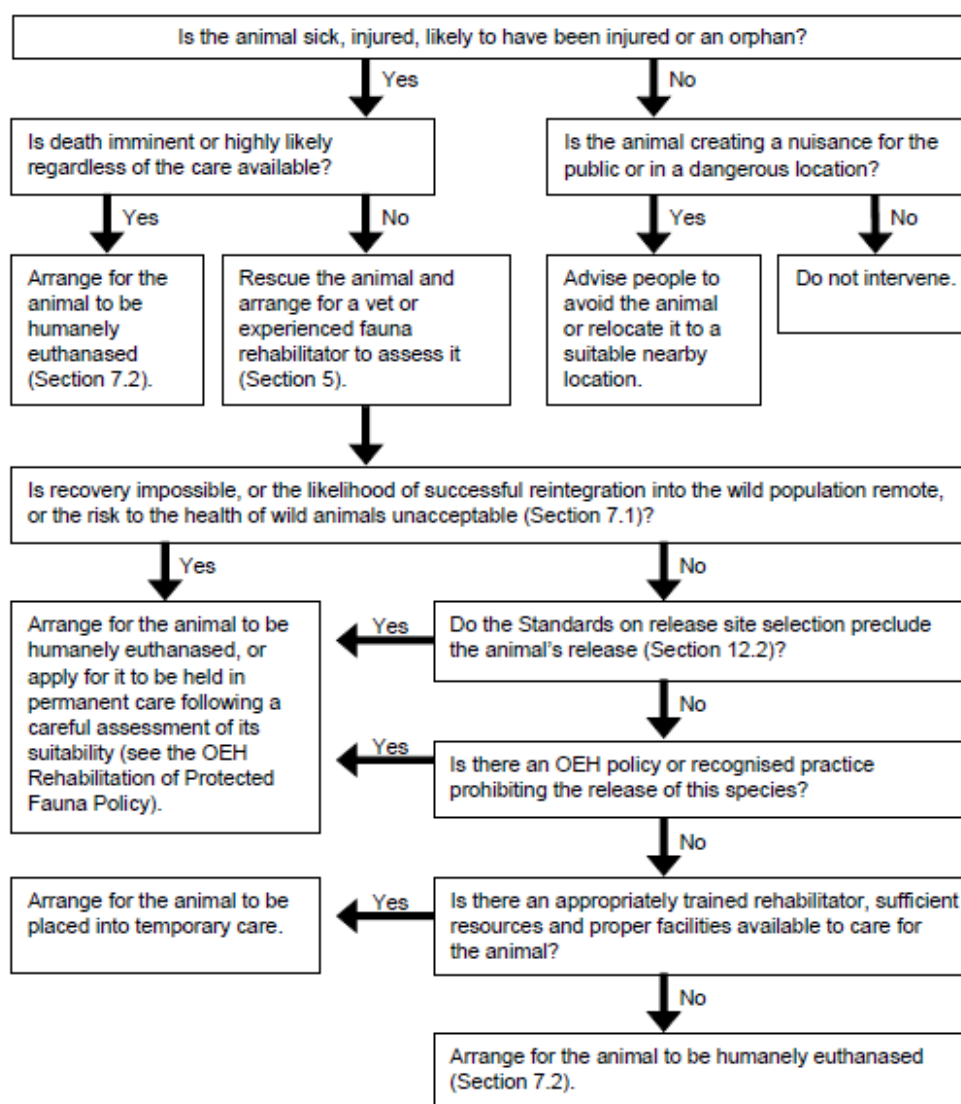 Is the animal sick, injured, likely to have been injured or an orphan?
Yes
No
Is death imminent or highly likely
regardless of the care available?
Is the animal creating a nuisance for the
public or in a dangerous location?
Yes
No
Yes
No
Arrange for the
animal to be
humanely
euthanased
(Section 7.2).
Rescue the animal and
arrange for a vet or
experienced fauna
rehabilitator to assess it
(Section 5).
Advise people to
avoid the animal
or relocate it to a
suitable nearby
location.
Do not intervene.
Is recovery impossible, or the likelihood of successful reintegration into the wild population remote,
or the risk to the health of wild animals unacceptable (Section 7.1)?
Yes
No
Arrange for the animal to be
humanely euthanased, or
apply for it to be held in
permanent care following a
careful assessment of its
suitability (see the OEH
Rehabilitation of Protected
Fauna Policy).
Yes
Do the Standards on release site selection preclude
the animal's release (Section 12.2)?
No
Yes
Is there an OEH policy or recognised practice
prohibiting the release of this species?
No
Arrange for the animal to be
placed into temporary care.
Yes
Is there an appropriately trained rehabilitator, sufficient
resources and proper facilities available to care for
the animal?
No
Arrange for the animal to be humanely euthanased
(Section 7.2).